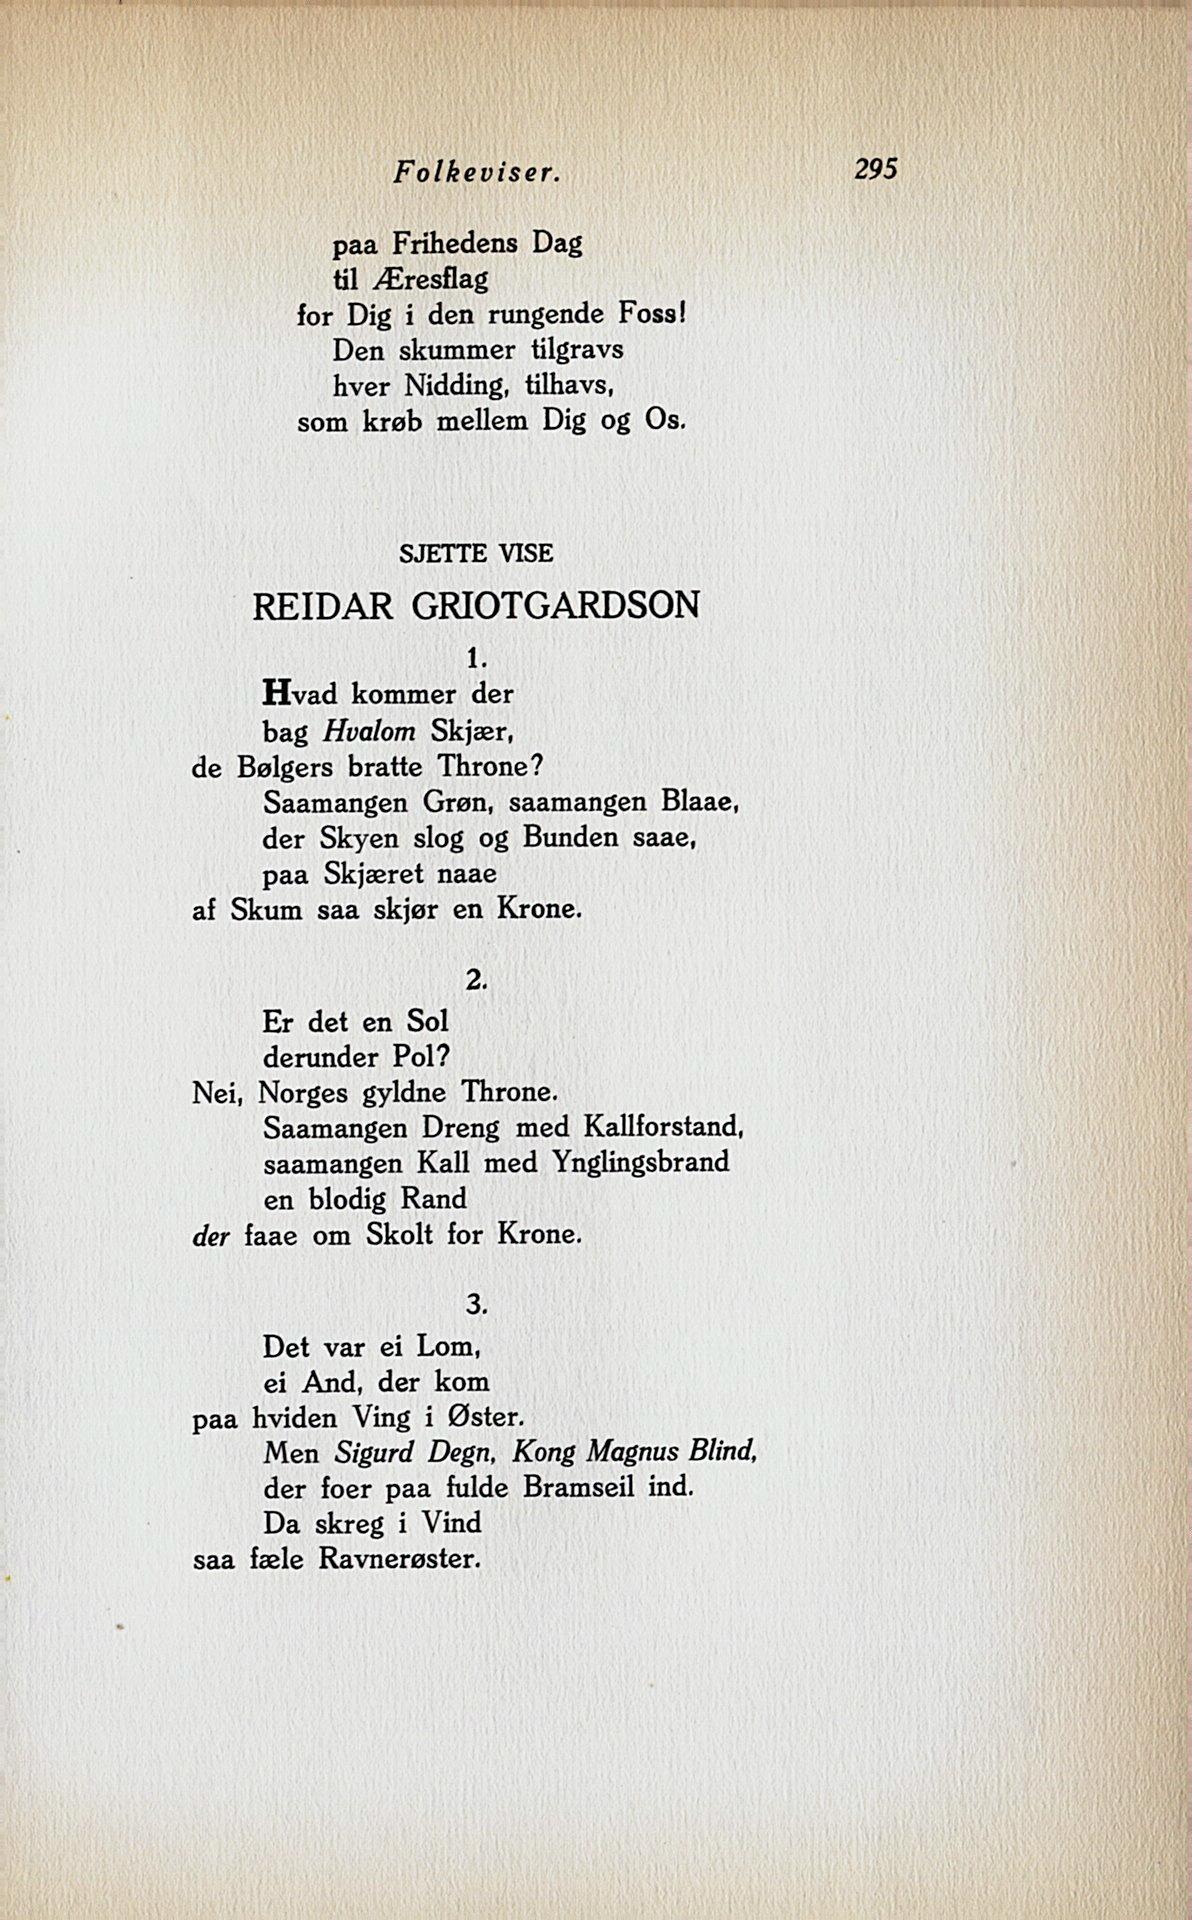 Folkeviser. 295
paa Frihedens Dag
til Æresflag
for Dig i den rungende Foss!
Den skummer tilgravs
hver Nidding, tilhavs,
som krøb mellem Dig og Os.
SJETTE VISE
REIDAR GRIOTGARDSON
1.
Hvad kommer der
bag Hvalom Skjær,
de Bølgers bratte Throne?
Saamangen Grøn, saamangen Blaae,
der Skyen slog og Bunden saae,
paa Skjæret naae
af Skum saa skjør en Krone.
2.
Er det en Sol
derunder Pol?
Nei, Norges gyldne Throne.
Saamangen Dreng med Kallforstand,
saamangen Kall med Ynglingsbrand
en blodig Rand
der faae om Skolt for Krone.
3.
Det var ei Lom,
ei And, der kom
paa hviden Ving i Øster.
Men Sigurd Degn, Kong Magnus Blind,
der foer paa fulde Bramseil ind.
Da skreg i Vind
saa fæle Ravnerøster.